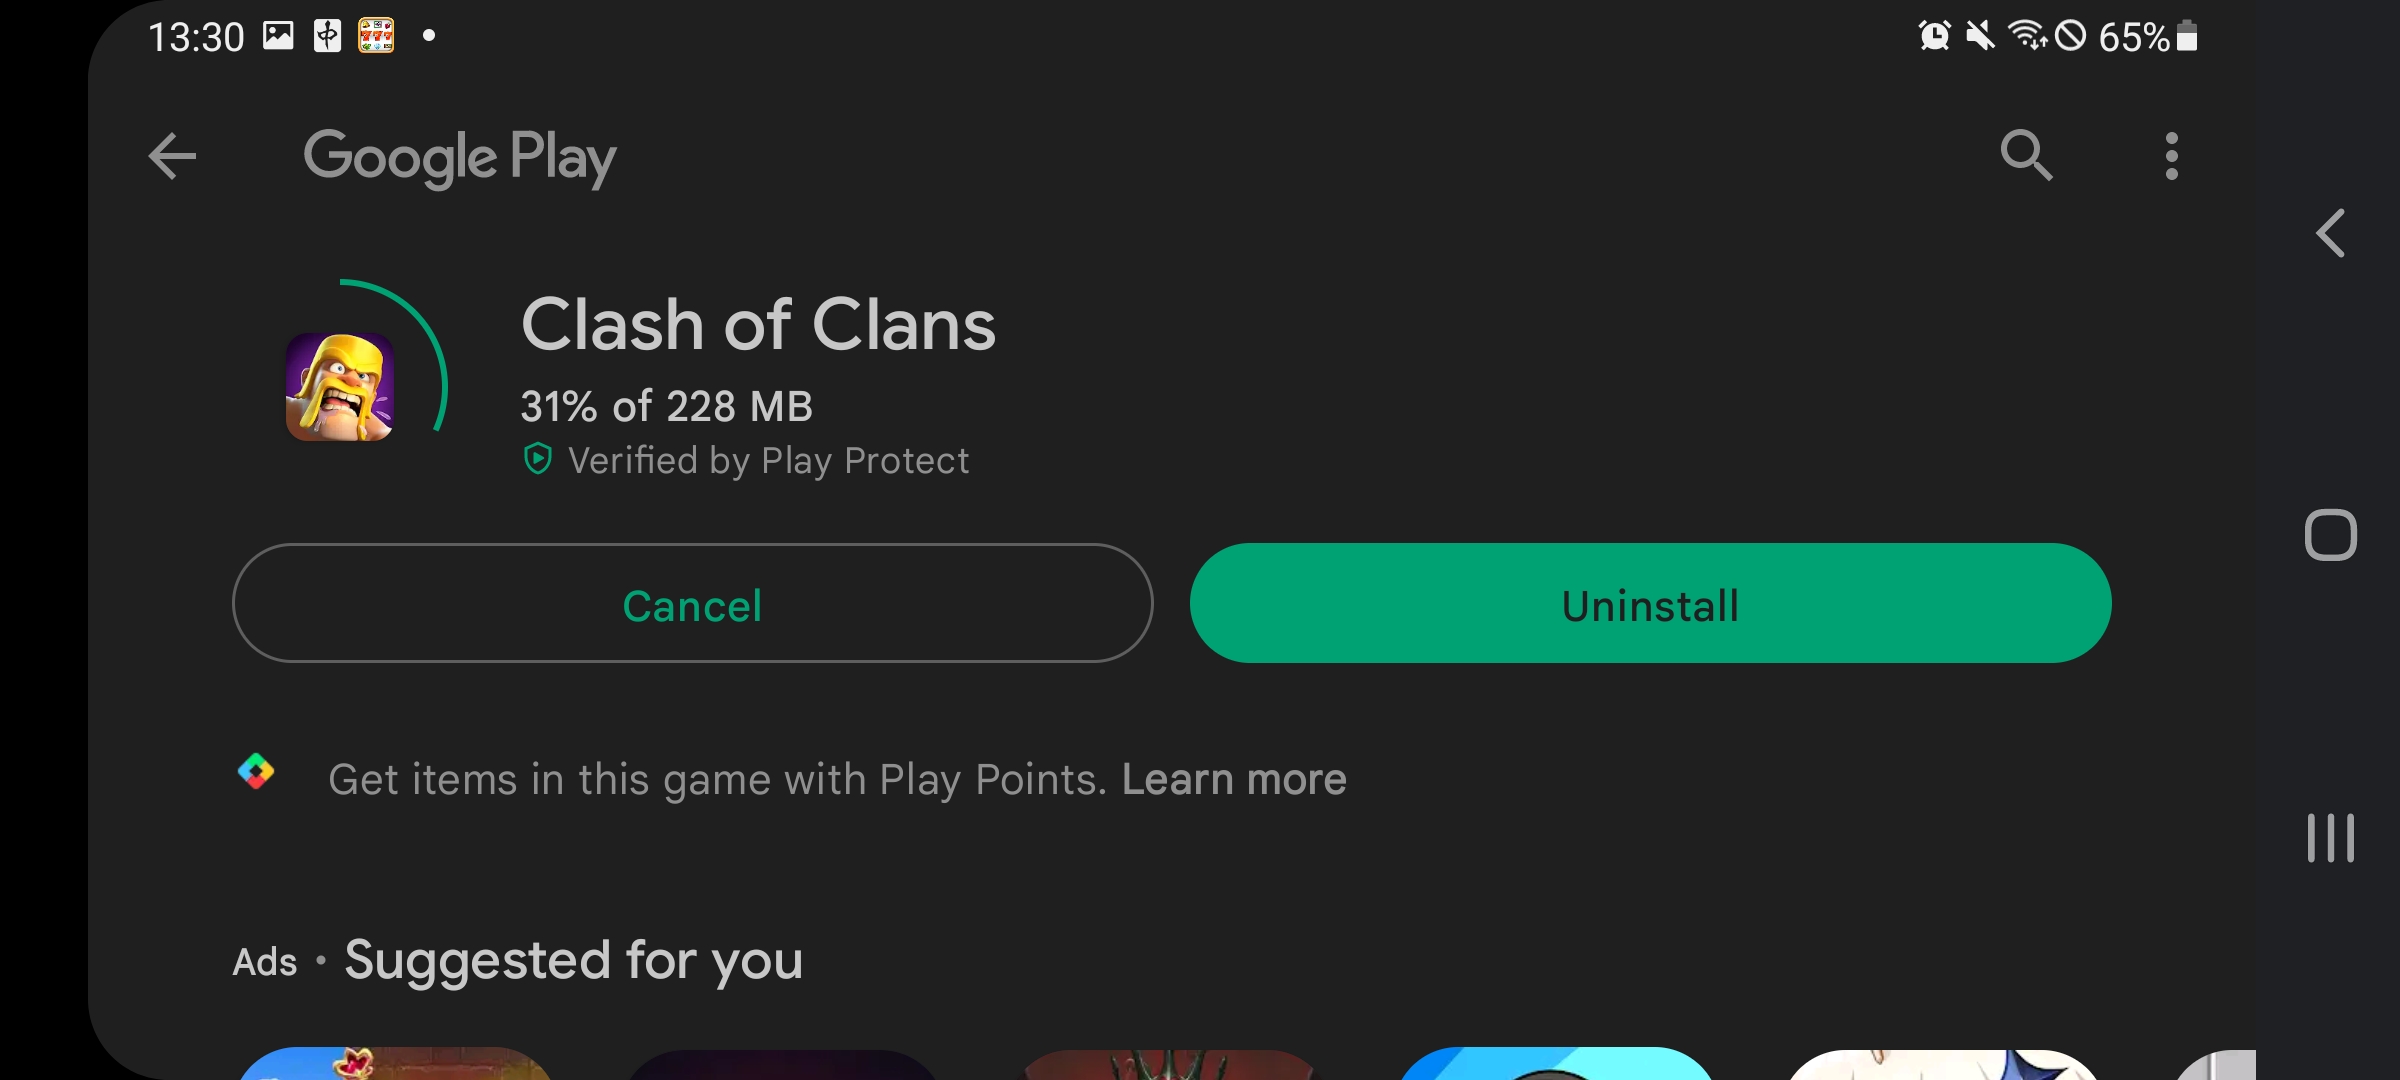 13:30 中 65%
Google Play
Clash of Clans
31% of 228 MB
Verified by Play Protect
Cancel Uninstall
Get items in this game with Play Points. Learn more
Ads • Suggested for you